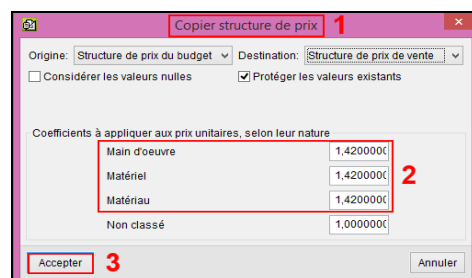 Copier structure de prix 1
Origine: Structure de prix du budget Destination: Structure de prix de vente
Considérer les valeurs nulles Protéger les valeurs existants
Coefficients à appliquer aux prix unitaires, selon leur nature
Main d'oeuvre 1,4200000
Matériel 1,4200000 2
Matériau 1,4200000
Non classé 1,0000000
Accepter 3 Annuler